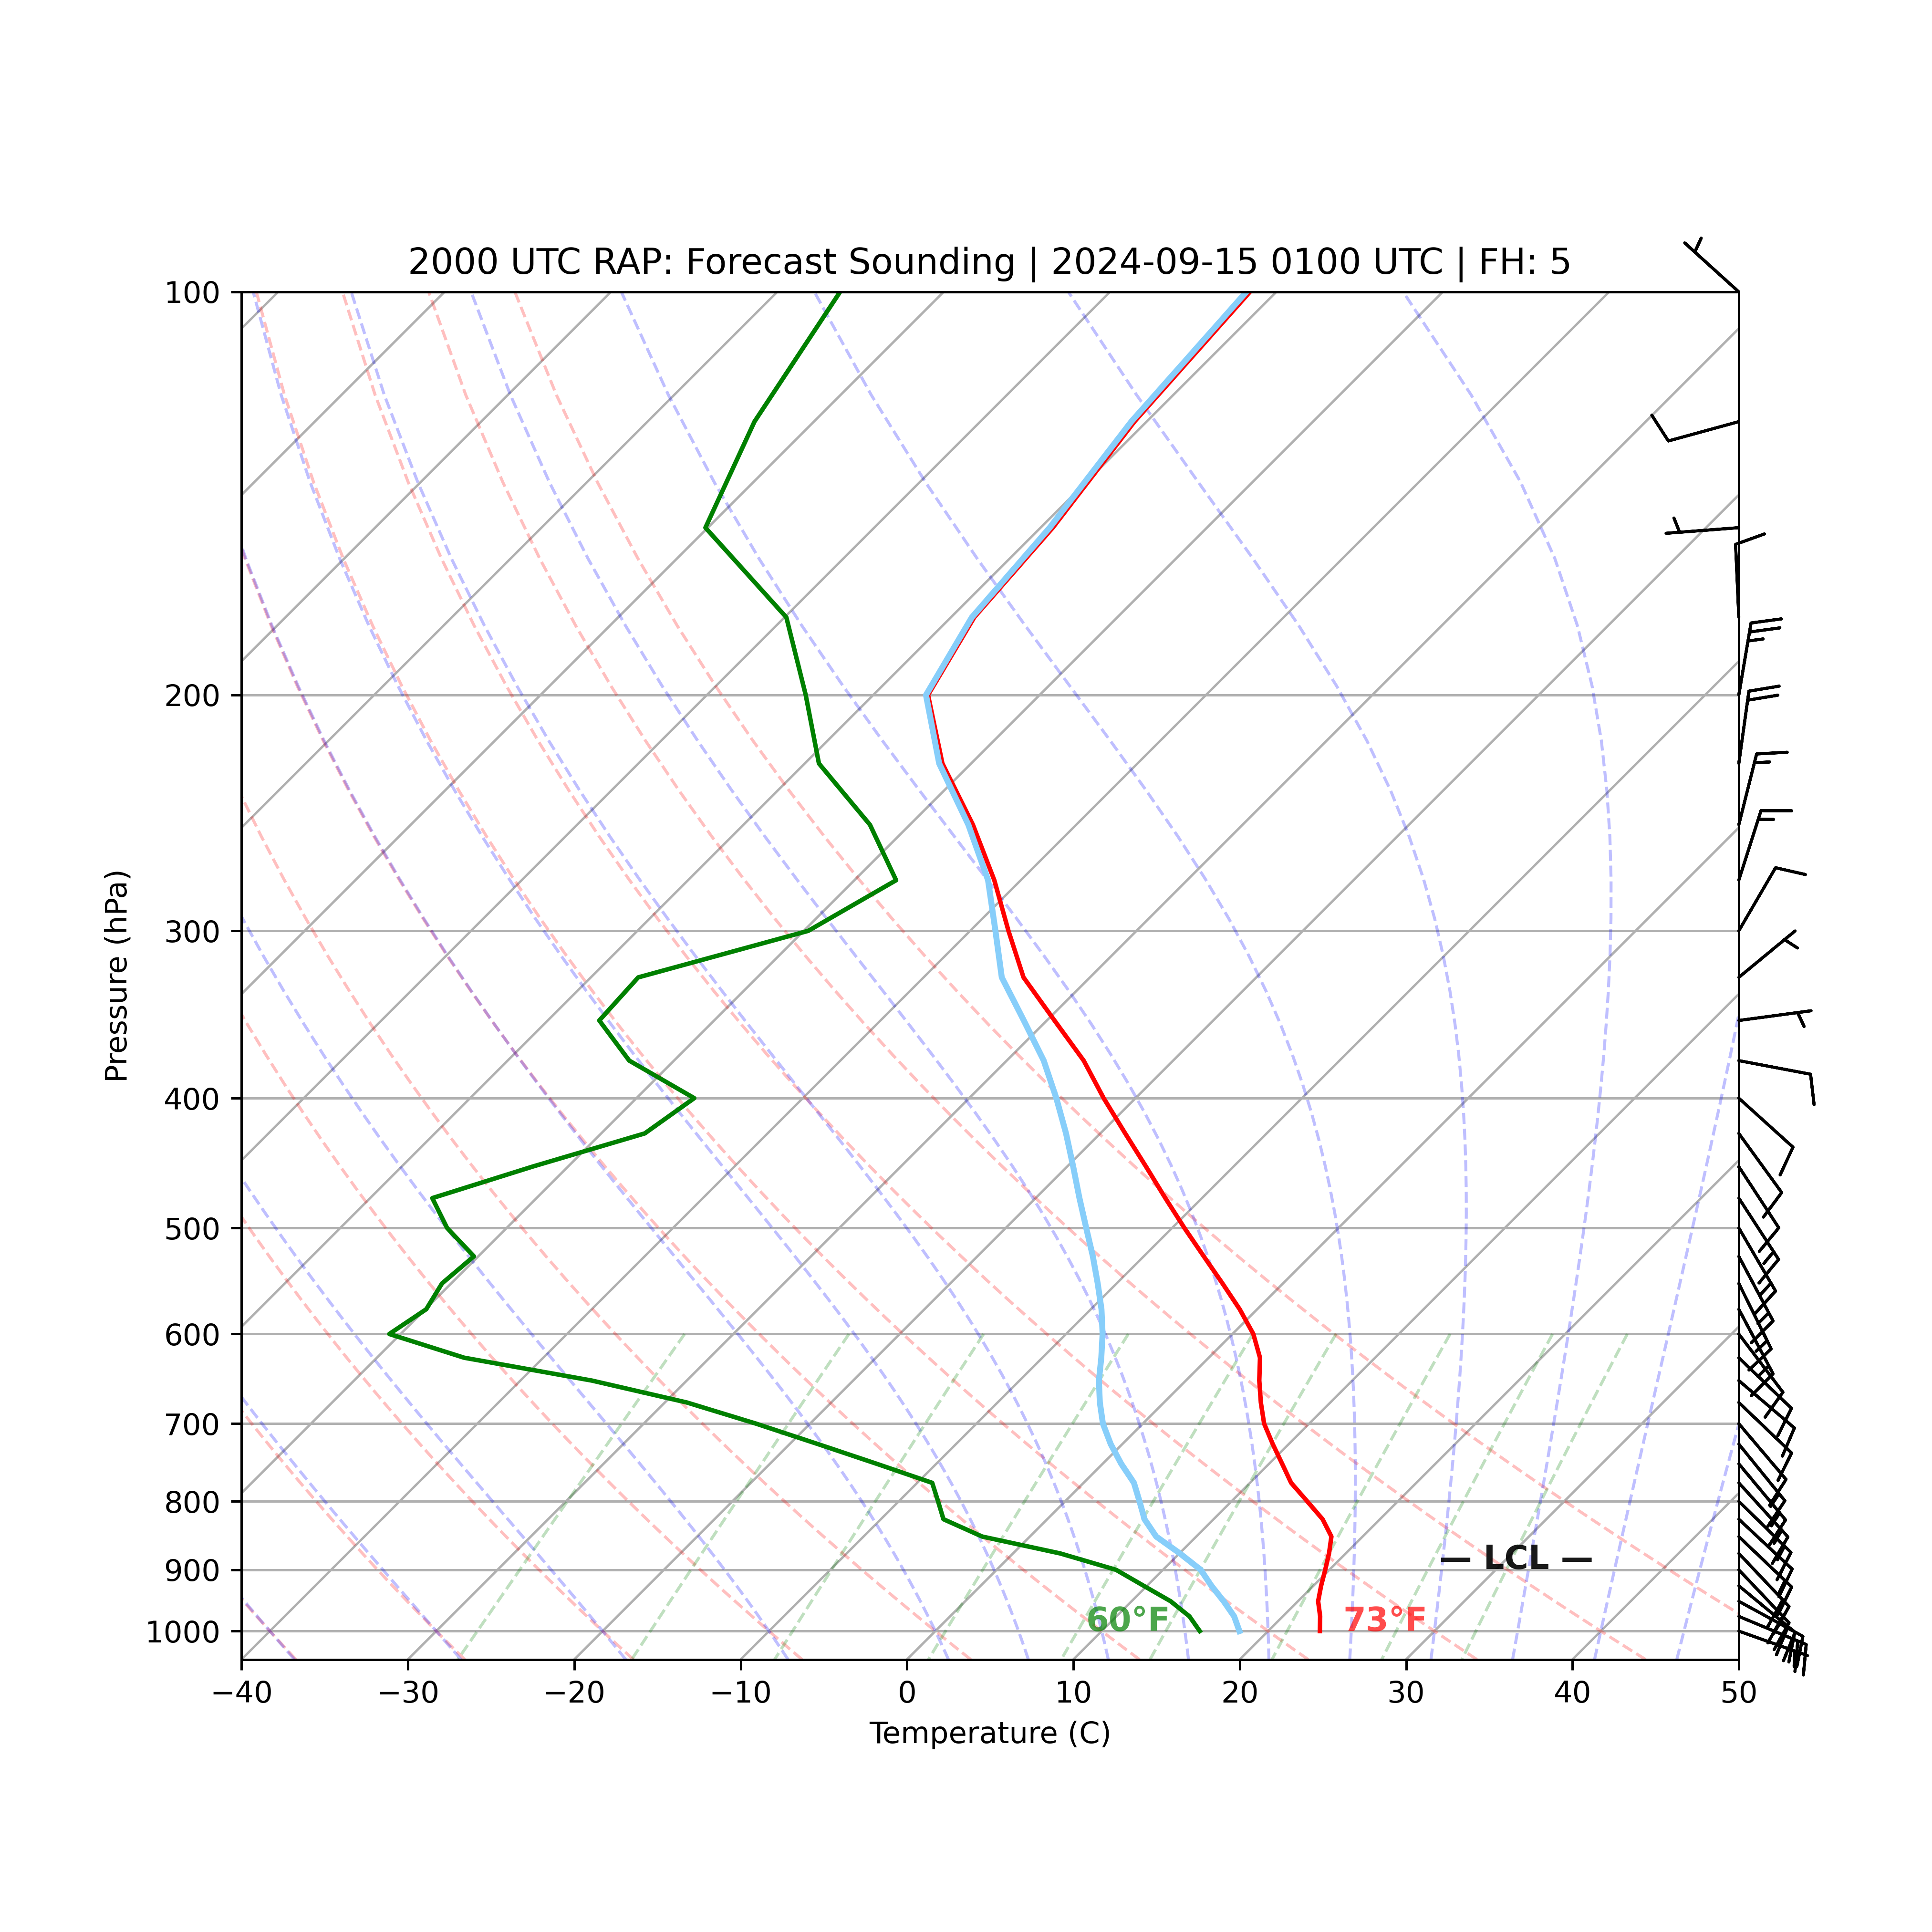 2000 UTC RAP: Forecast Sounding | 2024-09-15 0100 UTC | FH: 5
100
200
300
400
500
600
700
800
900
1000
Pressure (hPa)
— LCL —
60°F
73°F
−40 −30 −20 −10 0 10 20 30 40 50
Temperature (C)